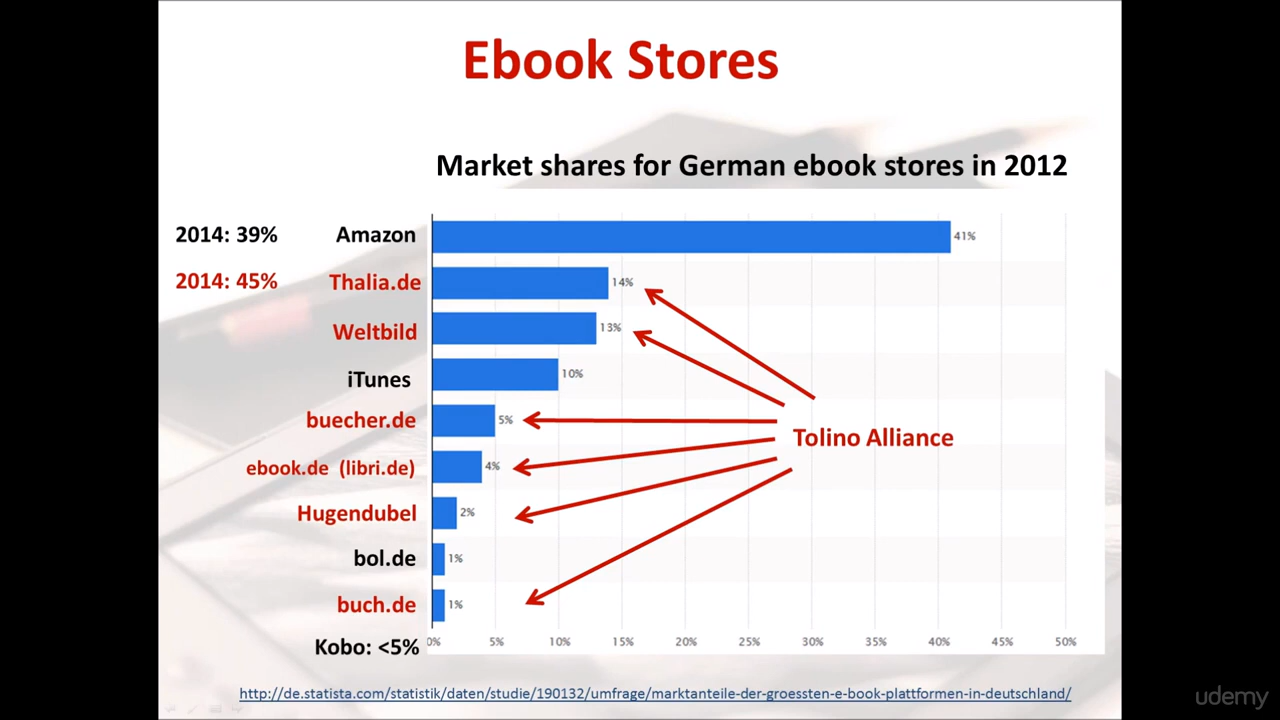 Ebook Stores
Market shares for German ebook stores in 2012
2014: 39% Amazon 41%
2014: 45% Thalia.de 14%
Weltbild 13%
iTunes 10%
buecher.de 5%
Tolino Alliance
ebook.de (libri.de) 4%
Hugendubel 2%
bol.de 1%
buch.de 1%
Kobo: <5% 0% 5% 10% 15% 20% 25% 30% 35% 40% 45% 50%
http://de.statista.com/statistik/daten/studie/190132/umfrage/marktanteile-der-groessten-e-book-plattformen-in-deutschland/
udemy